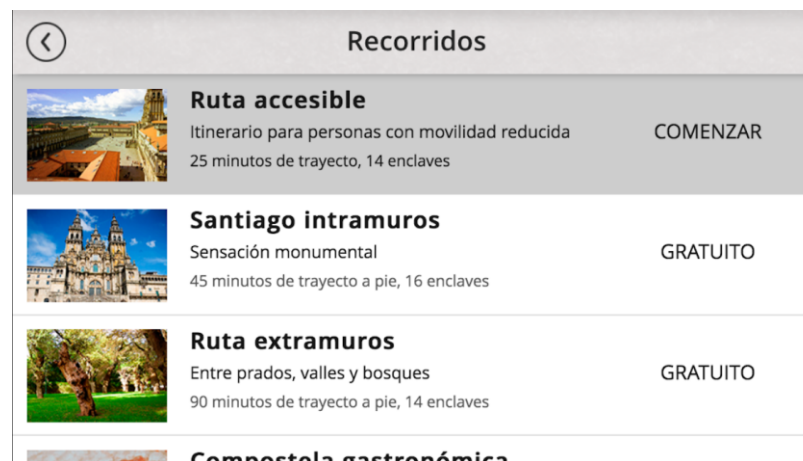 Recorridos
Ruta accesible
Itinerario para personas con movilidad reducida
25 minutos de trayecto, 14 enclaves
COMENZAR
Santiago intramuros
Sensación monumental
45 minutos de trayecto a pie, 16 enclaves
GRATUITO
Ruta extramuros
Entre prados, valles y bosques
90 minutos de trayecto a pie, 14 enclaves
GRATUITO
Compostela gastronómica